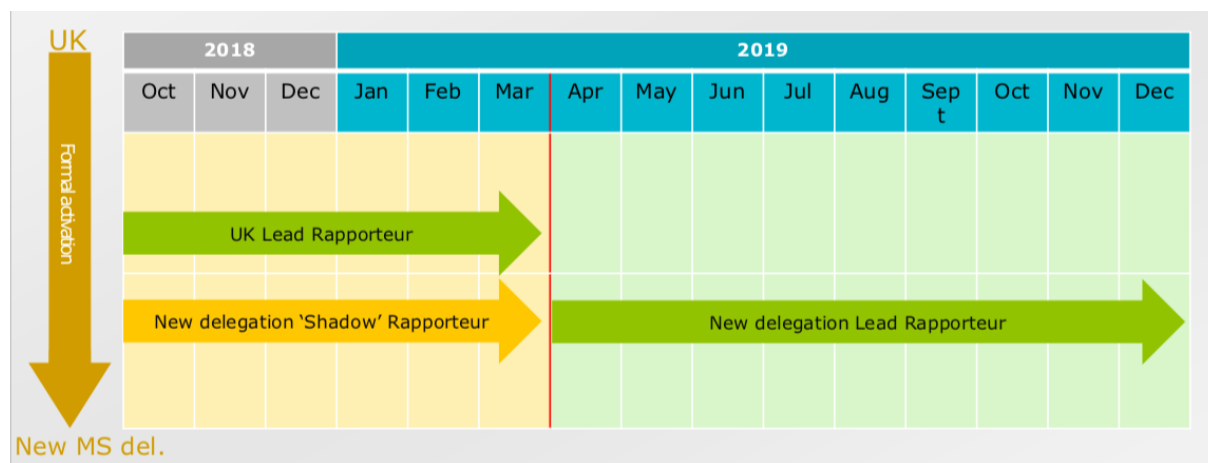 UK
2018 2019
Oct Nov Dec Jan Feb Mar Apr May Jun Jul Aug Sep Oct Nov Dec
t
Formal activation
UK Lead Rapporteur
New delegation ‘Shadow’ Rapporteur New delegation Lead Rapporteur
New MS del.